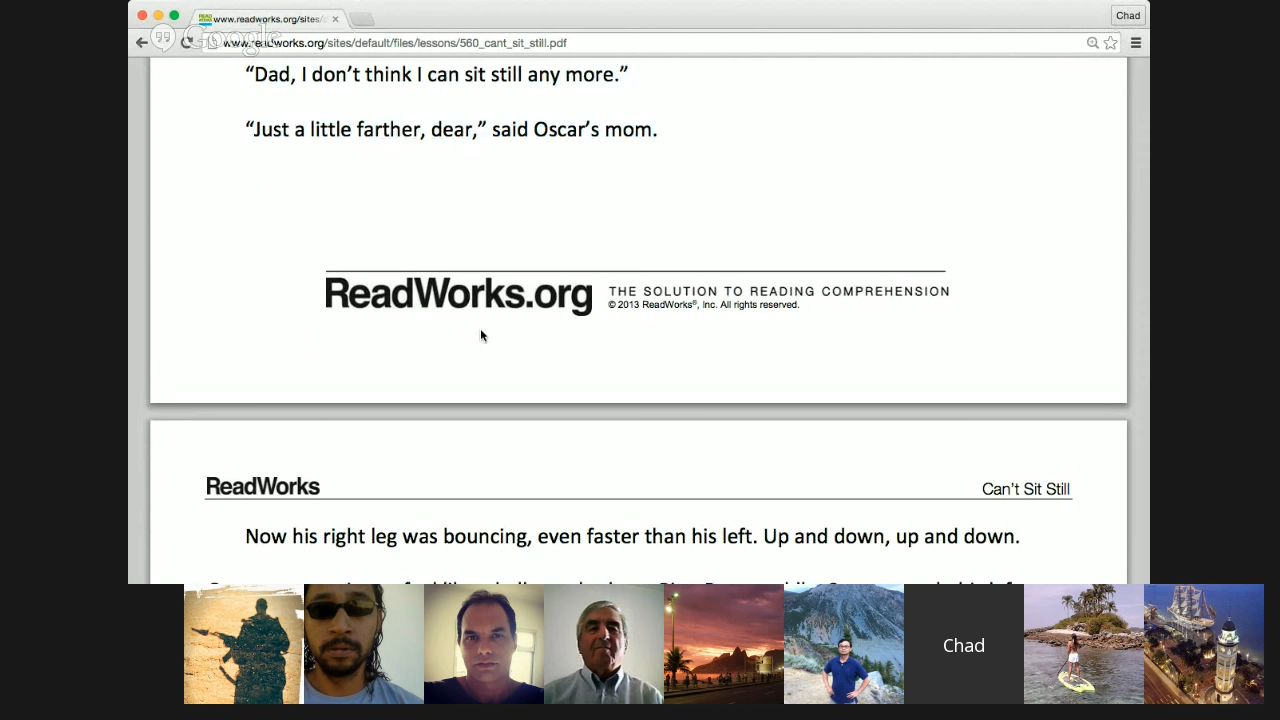 www.readworks.org/sites/
Chad
Google
www.readworks.org/sites/default/files/lessons/560_cant_sit_still.pdf
“Dad, I don’t think I can sit still any more.”
“Just a little farther, dear,” said Oscar’s mom.
ReadWorks.org THE SOLUTION TO READING COMPREHENSION
© 2013 ReadWorks®, Inc. All rights reserved.
ReadWorks Can't Sit Still
Now his right leg was bouncing, even faster than his left. Up and down, up and down.
Chad